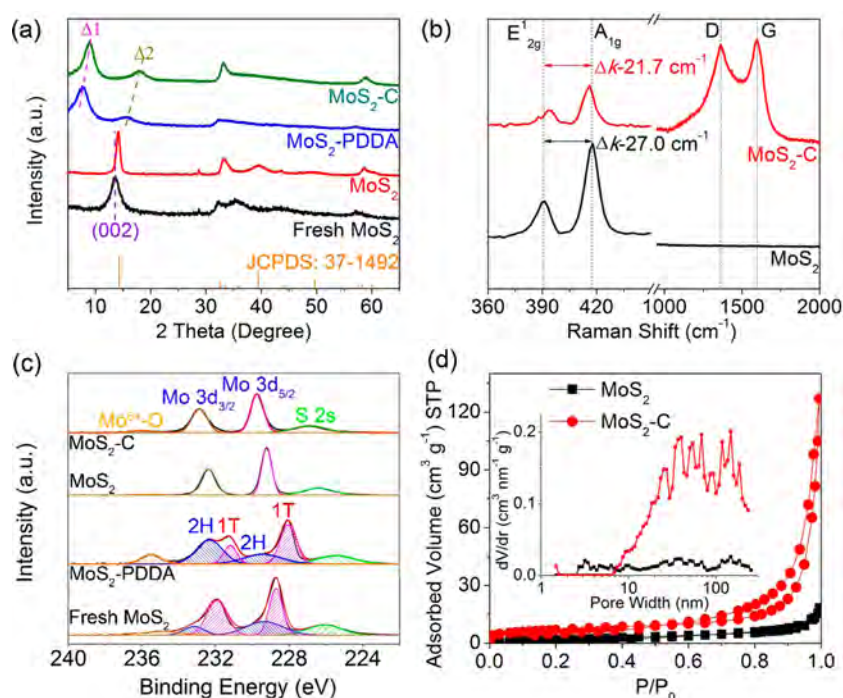 (a)
Δ1
Δ2
MoS₂-C
MoS₂-PDDA
MoS₂
Fresh MoS₂
(002)
JCPDS: 37-1492
10 20 30 40 50 60
2 Theta (Degree)
Intensity (a.u.)
(b)
E¹₂g A₁g D G
Δk-21.7 cm⁻¹
MoS₂-C
Δk-27.0 cm⁻¹
MoS₂
360 390 420 1000 1500 2000
Raman Shift (cm⁻¹)
Intensity (a.u.)
(c)
Mo 3d₃/₂ Mo 3d₅/₂
S 2s
MoS₂-C
MoS₂
2H 1T 2H 1T
MoS₂-PDDA
Fresh MoS₂
240 236 232 228 224
Binding Energy (eV)
Intensity (a.u.)
(d)
MoS₂
MoS₂-C
0.2
0.1
0.0
1 10 100
Pore Width (nm)
dV/dr (cm³ nm⁻¹ g⁻¹)
120
90
60
30
0
0.0 0.2 0.4 0.6 0.8 1.0
P/P₀
Adsorbed Volume (cm³ g⁻¹) STP